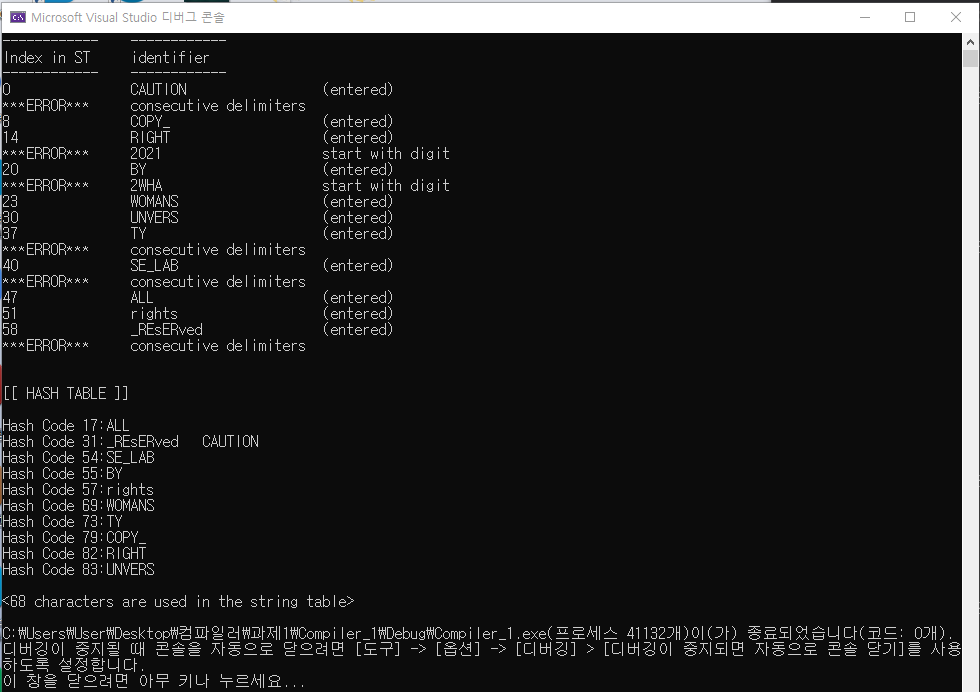 Microsoft Visual Studio 디버그 콘솔
------------ ------------
Index in ST identifier
------------ ------------
0 CAUTION (entered)
***ERROR*** consecutive delimiters
8 COPY_ (entered)
14 RIGHT (entered)
***ERROR*** 2021 start with digit
20 BY (entered)
***ERROR*** 2WHA start with digit
23 WOMANS (entered)
30 UNVERS (entered)
37 TY (entered)
***ERROR*** consecutive delimiters
40 SE_LAB (entered)
***ERROR*** consecutive delimiters
47 ALL (entered)
51 rights (entered)
58 _REsERved (entered)
***ERROR*** consecutive delimiters
[[ HASH TABLE ]]
Hash Code 17:ALL
Hash Code 31:_REsERved CAUTION
Hash Code 54:SE_LAB
Hash Code 55:BY
Hash Code 57:rights
Hash Code 69:WOMANS
Hash Code 73:TY
Hash Code 79:COPY_
Hash Code 82:RIGHT
Hash Code 83:UNVERS
<68 characters are used in the string table>
C:₩Users₩User₩Desktop₩컴파일러₩과제1₩Compiler_1₩Debug₩Compiler_1.exe(프로세스 41132개)이(가) 종료되었습니다(코드: 0개).
디버깅이 중지될 때 콘솔을 자동으로 닫으려면 [도구] -> [옵션] -> [디버깅] > [디버깅이 중지되면 자동으로 콘솔 닫기]를 사용
하도록 설정합니다.
이 창을 닫으려면 아무 키나 누르세요...